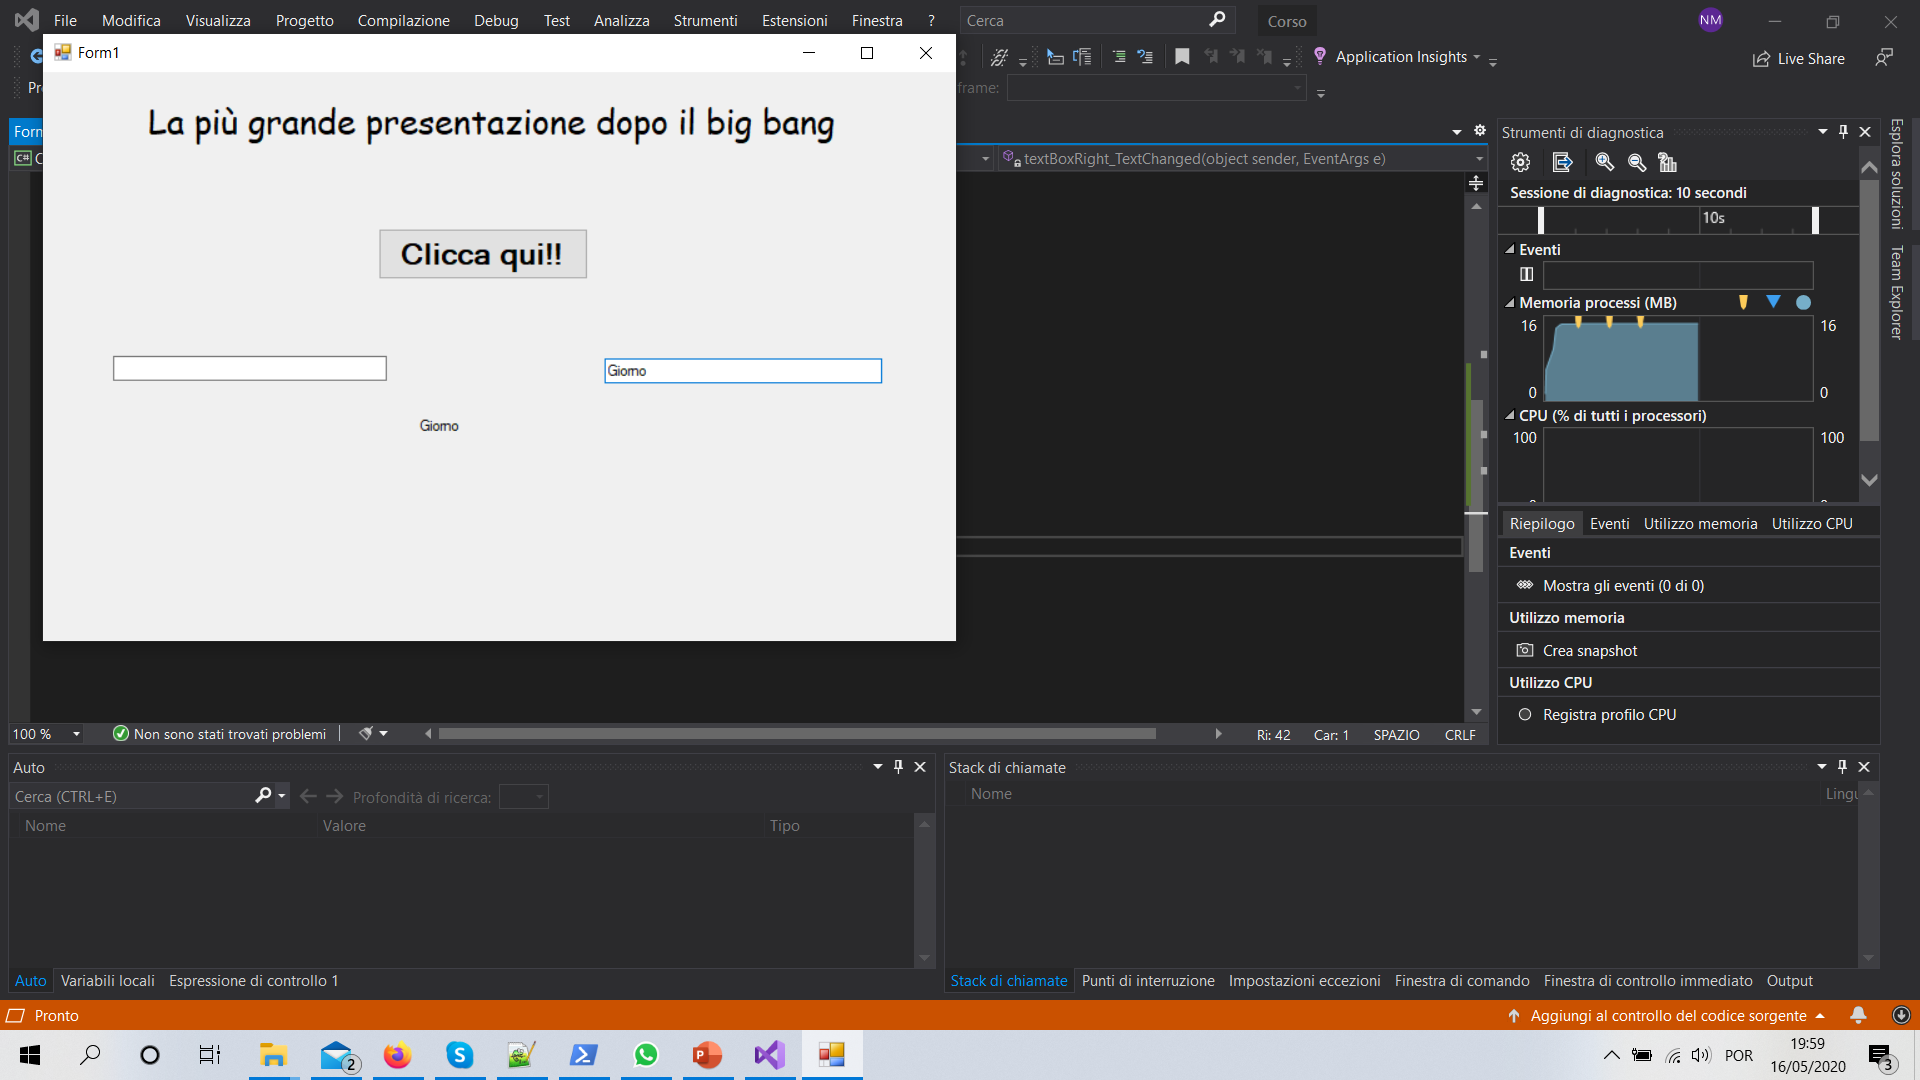 File Modifica Visualizza Progetto Compilazione Debug Test Analizza Strumenti Estensioni Finestra ? Cerca Corso NM
Form1
Application Insights
Live Share
Pr
frame:
La più grande presentazione dopo il big bang
Form
C# C
textBoxRight_TextChanged(object sender, EventArgs e)
Clicca qui!!
Giorno
Giorno
Strumenti di diagnostica
Sessione di diagnostica: 10 secondi
10s
Eventi
Memoria processi (MB)
16 16
0 0
CPU (% di tutti i processori)
100 100
Riepilogo Eventi Utilizzo memoria Utilizzo CPU
Eventi
Mostra gli eventi (0 di 0)
Utilizzo memoria
Crea snapshot
Utilizzo CPU
Registra profilo CPU
Esplora soluzioni
Team Explorer
100 % Non sono stati trovati problemi Ri: 42 Car: 1 SPAZIO CRLF
Auto
Cerca (CTRL+E) Profondità di ricerca:
Nome Valore Tipo
Auto Variabili locali Espressione di controllo 1
Stack di chiamate
Nome Lingu
Stack di chiamate Punti di interruzione Impostazioni eccezioni Finestra di comando Finestra di controllo immediato Output
Pronto
Aggiungi al controllo del codice sorgente
2
S
P
POR
19:59
16/05/2020
3